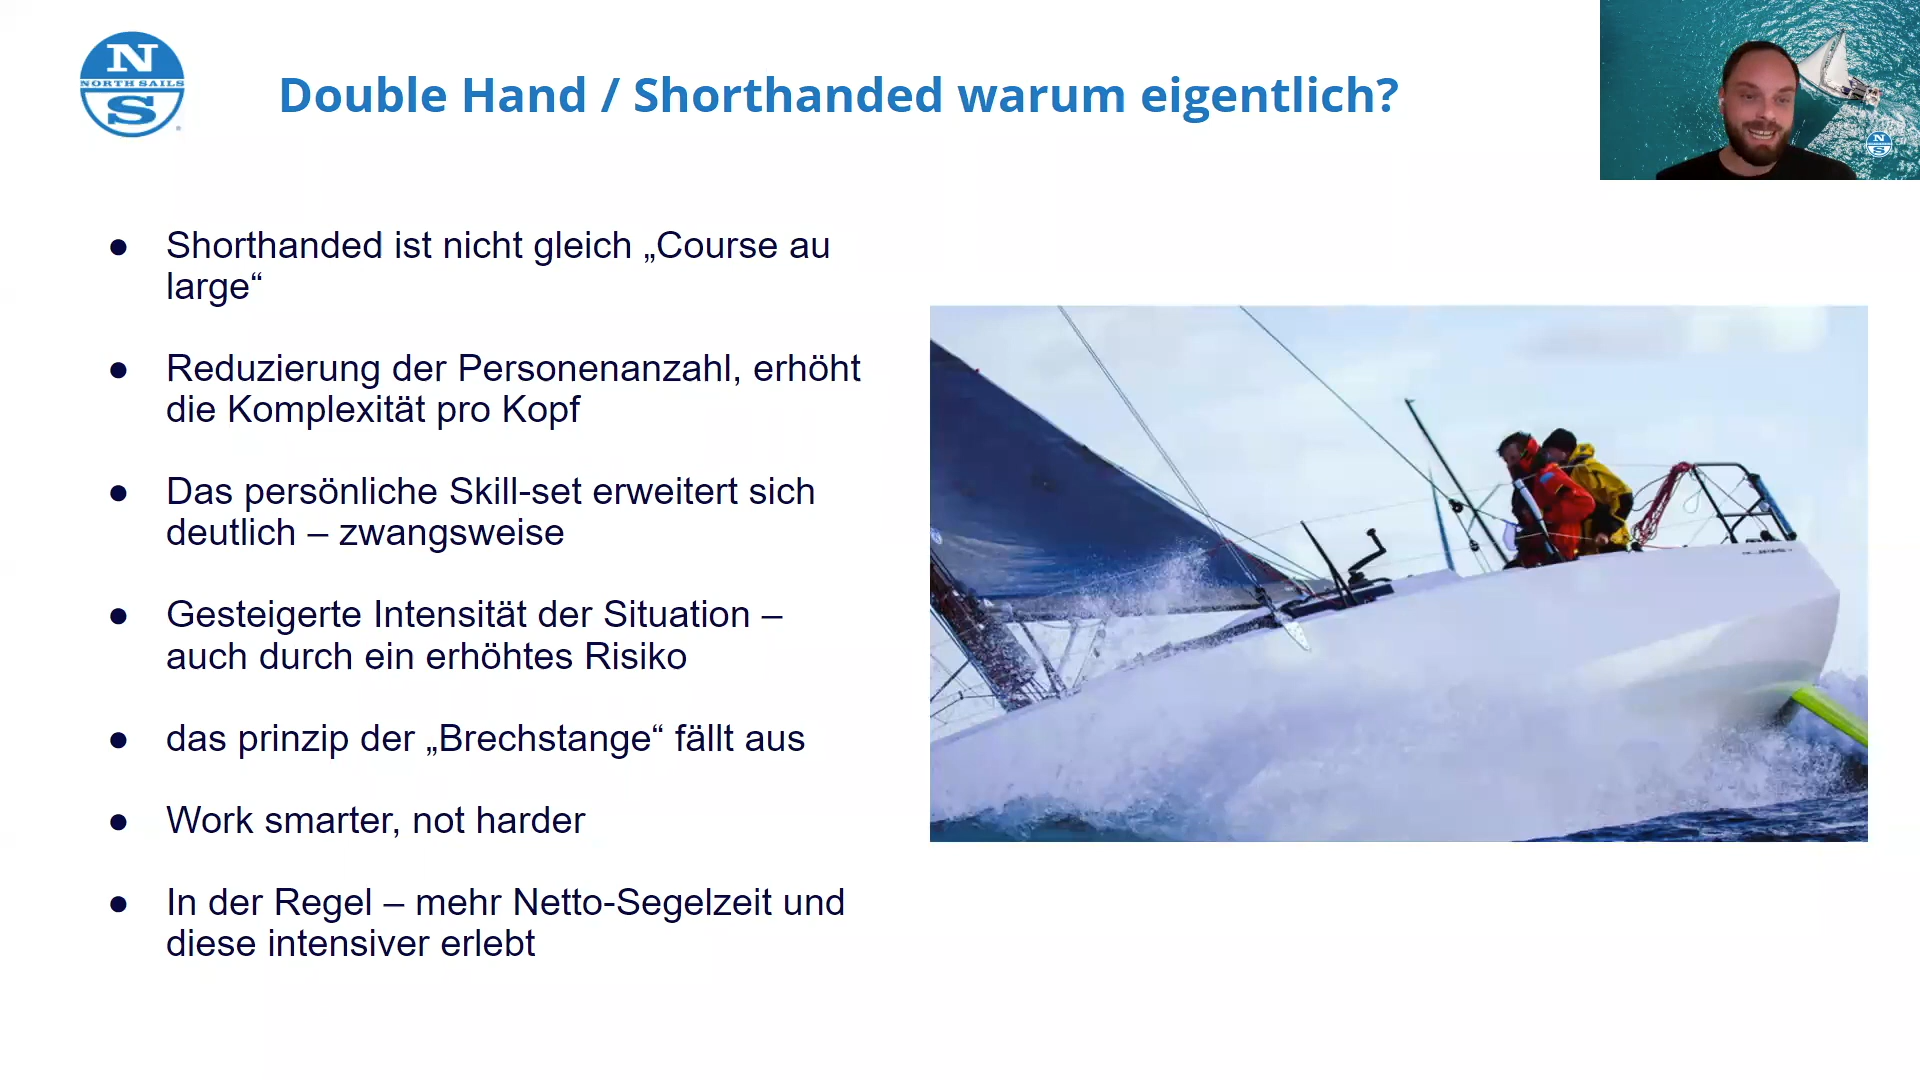 N
NORTH SAILS
S
Double Hand / Shorthanded warum eigentlich?
N
S
● Shorthanded ist nicht gleich „Course au
large“
● Reduzierung der Personenanzahl, erhöht
die Komplexität pro Kopf
● Das persönliche Skill-set erweitert sich
deutlich – zwangsweise
● Gesteigerte Intensität der Situation –
auch durch ein erhöhtes Risiko
● das prinzip der „Brechstange“ fällt aus
● Work smarter, not harder
● In der Regel – mehr Netto-Segelzeit und
diese intensiver erlebt